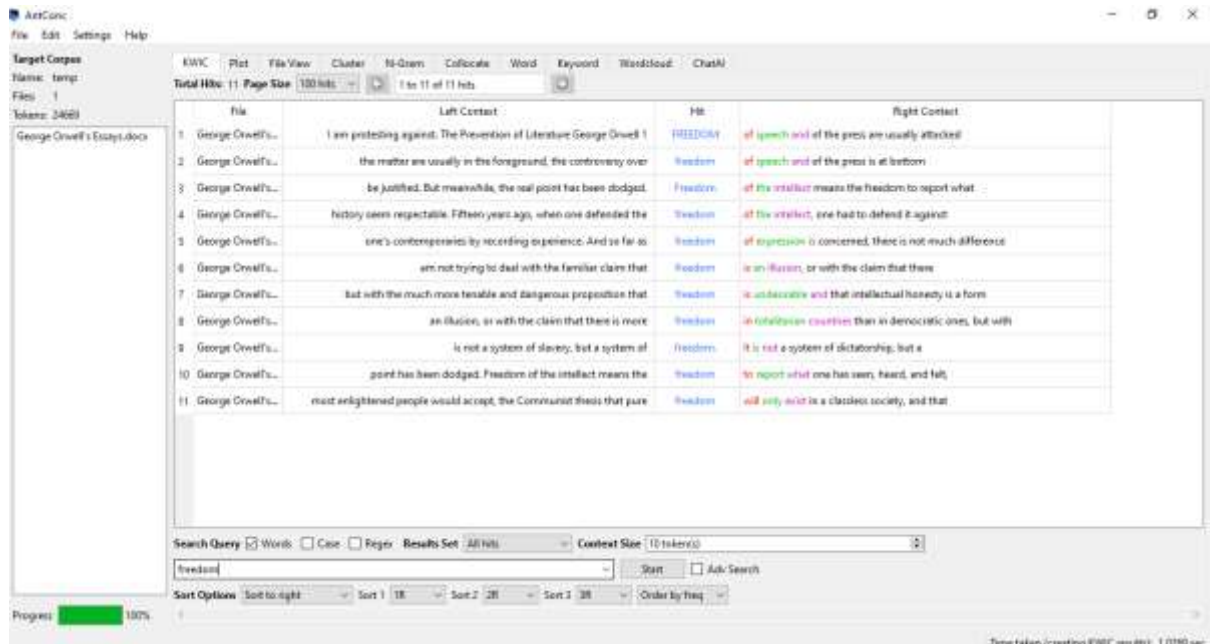 AntConc
File Edit Settings Help
Target Corpus
Name: temp
Files: 1
Tokens: 24669
George Orwell's Essays.docx
KWIC Plot File View Cluster N-Gram Collocate Word Keyword Wordcloud ChatAI
Total Hits: 11 Page Size 100 hits 1 to 11 of 11 hits
File Left Context Hit Right Context
1 George Orwell's... I am protesting against. The Prevention of Literature George Orwell 1 FREEDOM of speech and of the press are usually attacked
2 George Orwell's... the matter are usually in the foreground, the controversy over freedom of speech and of the press is at bottom
3 George Orwell's... be justified. But meanwhile, the real point has been dodged. Freedom of the intellect means the freedom to report what
4 George Orwell's... history seem respectable. Fifteen years ago, when one defended the freedom of the intellect, one had to defend it against
5 George Orwell's... one's contemporaries by recording experience. And so far as freedom of expression is concerned, there is not much difference
6 George Orwell's... am not trying to deal with the familiar claim that freedom is an illusion, or with the claim that there
7 George Orwell's... but with the much more tenable and dangerous proposition that freedom is undesirable and that intellectual honesty is a form
8 George Orwell's... an illusion, or with the claim that there is more freedom in totalitarian countries than in democratic ones, but with
9 George Orwell's... is not a system of slavery, but a system of freedom. It is not a system of dictatorship, but a
10 George Orwell's... point has been dodged. Freedom of the intellect means the freedom to report what one has seen, heard, and felt,
11 George Orwell's... most enlightened people would accept, the Communist thesis that pure freedom will only exist in a classless society, and that
Search Query Words Case Regex Results Set All hits Context Size 10 token(s)
freedom Start Adv Search
Sort Options Sort to right Sort 1 1R Sort 2 2R Sort 3 3R Order by freq
Progress 100%
Time taken (creating KWIC results):  sec